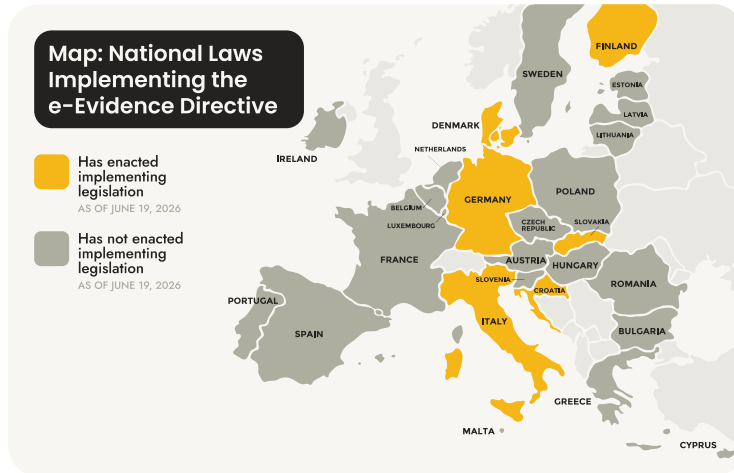 Map: National Laws
Implementing the
e-Evidence Directive
Has enacted
implementing
legislation
AS OF JUNE 19, 2026
Has not enacted
implementing
legislation
AS OF JUNE 19, 2026
FINLAND
SWEDEN
ESTONIA
LATVIA
LITHUANIA
DENMARK
NETHERLANDS
IRELAND
POLAND
GERMANY
BELGIUM
LUXEMBOURG
CZECH
REPUBLIC
SLOVAKIA
FRANCE
AUSTRIA
HUNGARY
SLOVENIA
CROATIA
ROMANIA
PORTUGAL
SPAIN
ITALY
BULGARIA
GREECE
MALTA
CYPRUS